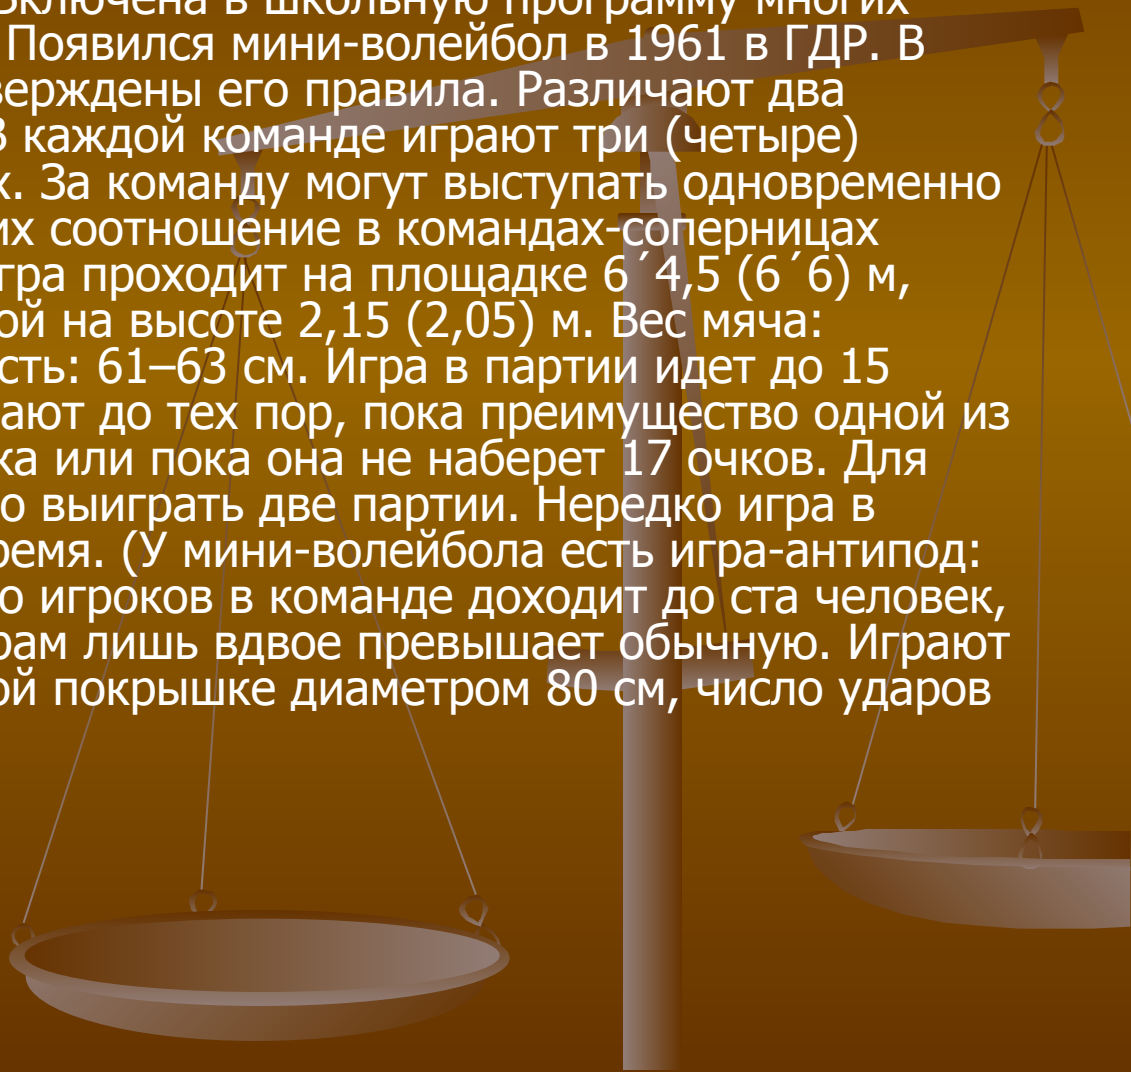 Включена в школьную программу многих
Появился мини-волейбол в 1961 в ГДР. В
верждены его правила. Различают два
В каждой команде играют три (четыре)
х. За команду могут выступать одновременно
их соотношение в командах-соперницах
гра проходит на площадке 6´4,5 (6´6) м,
ой на высоте 2,15 (2,05) м. Вес мяча:
сть: 61–63 см. Игра в партии идет до 15
ают до тех пор, пока преимущество одной из
ка или пока она не наберет 17 очков. Для
о выиграть две партии. Нередко игра в
ремя. (У мини-волейбола есть игра-антипод:
о игроков в команде доходит до ста человек,
рам лишь вдвое превышает обычную. Играют
ой покрышке диаметром 80 см, число ударов